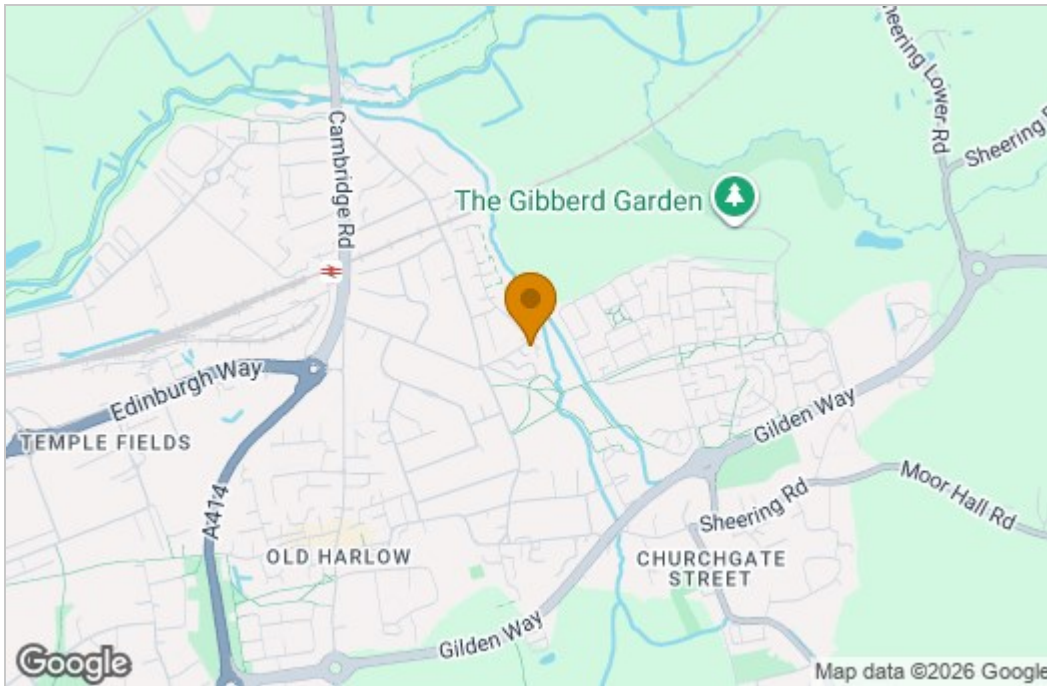 Sheering Lower Rd
Sheering R
Cambridge Rd
The Gibberd Garden
Edinburgh Way
TEMPLE FIELDS
A414
Gilden Way
Moor Hall Rd
Sheering Rd
OLD HARLOW
CHURCHGATE
STREET
Gilden Way
Google
Map data ©2026 Google